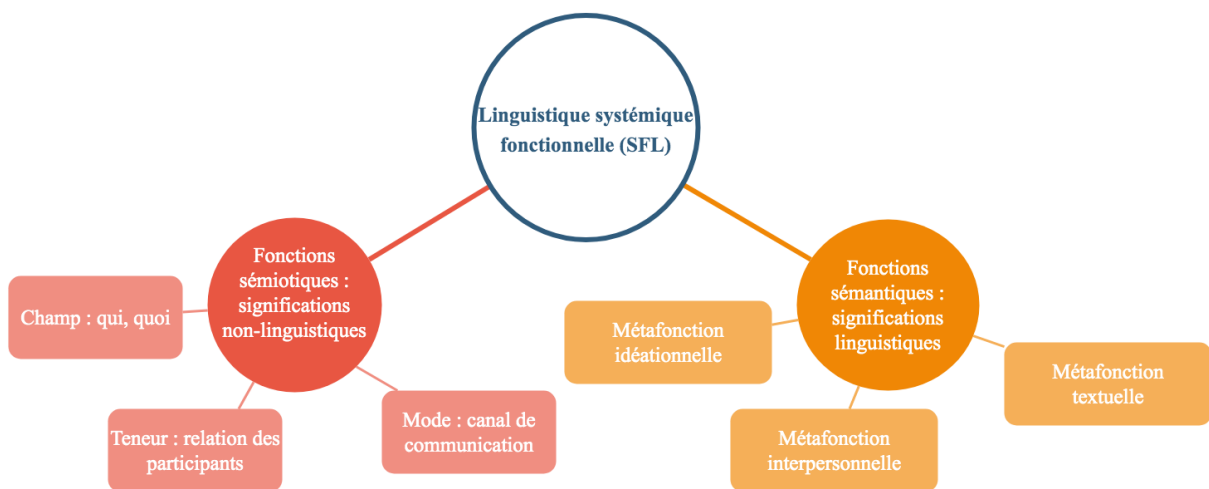 Linguistique systémique
fonctionnelle (SFL)
Fonctions
sémiotiques :
significations
non-linguistiques
Champ : qui, quoi
Teneur : relation des
participants
Mode : canal de
communication
Fonctions
sémantiques :
significations
linguistiques
Métafonction
idéationnelle
Métafonction
interpersonnelle
Métafonction
textuelle